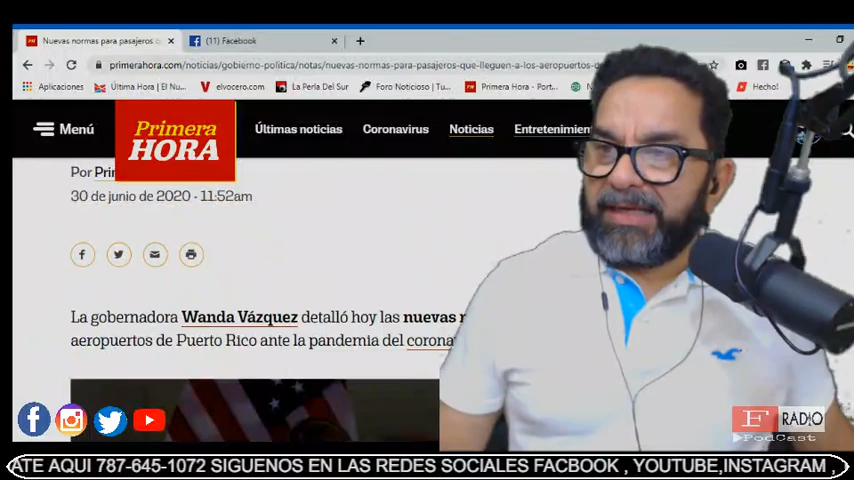 Nuevas normas para pasajeros
(11) Facebook
primerahora.com/noticias/gobierno-politica/notas/nuevas-normas-para-pasajeros-que-lleguen-a-los-aeropuertos-d
Aplicaciones
Última Hora | El Nu...
elvocero.com
La Perla Del Sur
Foro Noticioso | Tu...
Primera Hora - Port...
Hecho!
Menú
Primera
HORA
Últimas noticias
Coronavirus
Noticias
Entretenimien
Por Pri
30 de junio de 2020 - 11:52am
La gobernadora Wanda Vázquez detalló hoy las nuevas
aeropuertos de Puerto Rico ante la pandemia del corona
F RADIO
PodCast
ATE AQUI 787-645-1072 SIGUENOS EN LAS REDES SOCIALES FACBOOK , YOUTUBE,INSTAGRAM ,